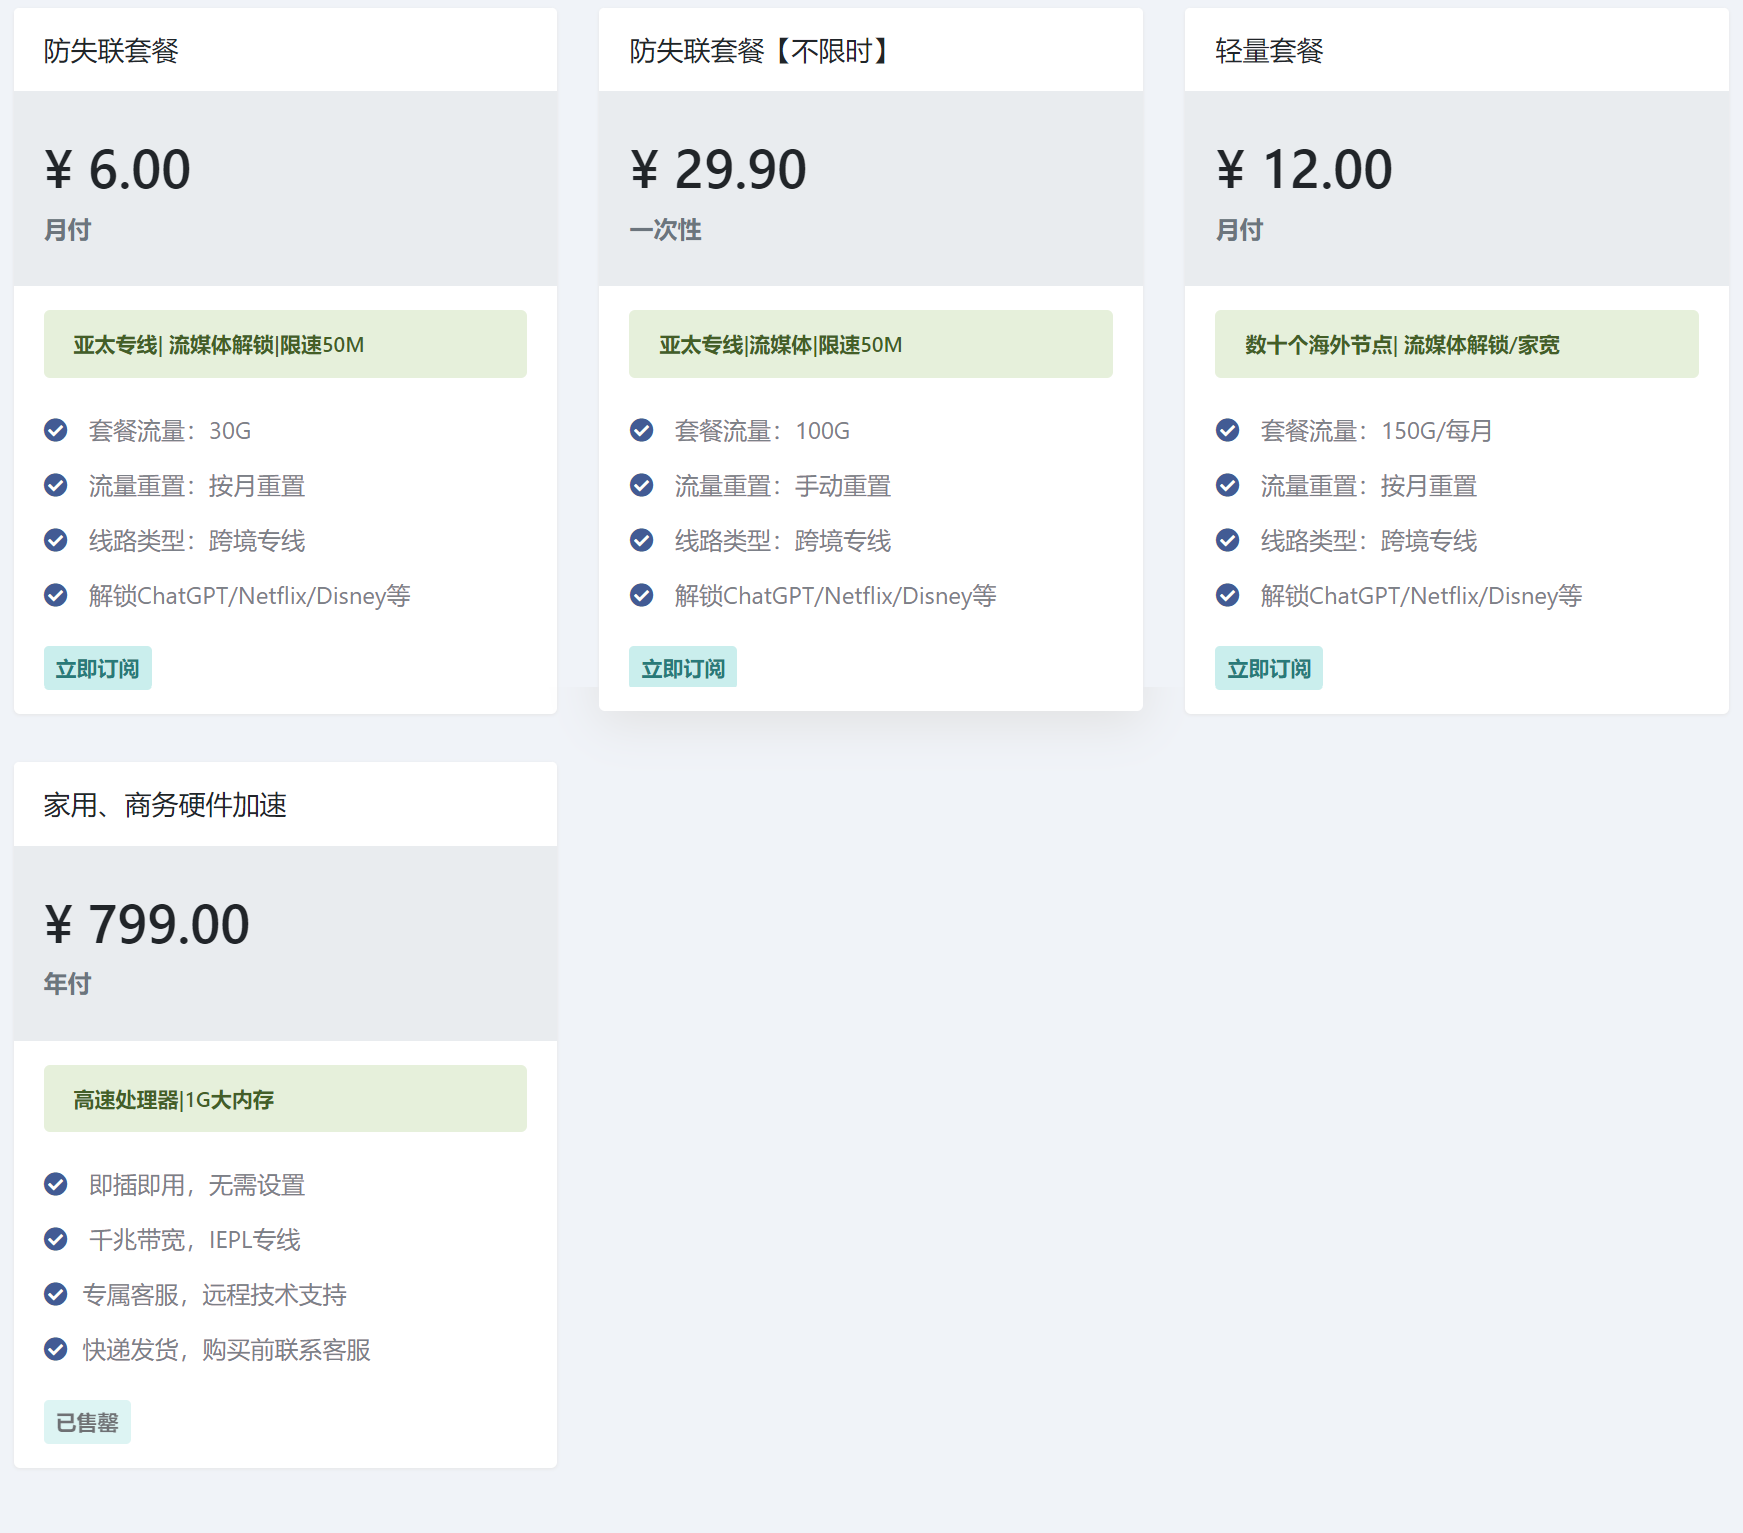 防失联套餐
¥ 6.00
月付
亚太专线| 流媒体解锁|限速50M
套餐流量：30G
流量重置：按月重置
线路类型：跨境专线
解锁ChatGPT/Netflix/Disney等
立即订阅
防失联套餐【不限时】
¥ 29.90
一次性
亚太专线|流媒体|限速50M
套餐流量：100G
流量重置：手动重置
线路类型：跨境专线
解锁ChatGPT/Netflix/Disney等
立即订阅
轻量套餐
¥ 12.00
月付
数十个海外节点| 流媒体解锁/家宽
套餐流量：150G/每月
流量重置：按月重置
线路类型：跨境专线
解锁ChatGPT/Netflix/Disney等
立即订阅
家用、商务硬件加速
¥ 799.00
年付
高速处理器|1G大内存
即插即用，无需设置
千兆带宽，IEPL专线
专属客服，远程技术支持
快递发货，购买前联系客服
已售罄